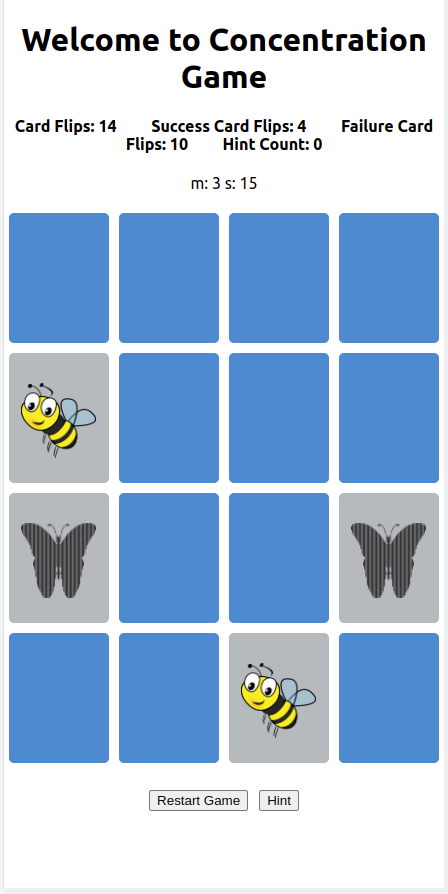 Welcome to Concentration
Game
Card Flips: 14 Success Card Flips: 4 Failure Card
Flips: 10 Hint Count: 0
m: 3 s: 15
Restart Game Hint